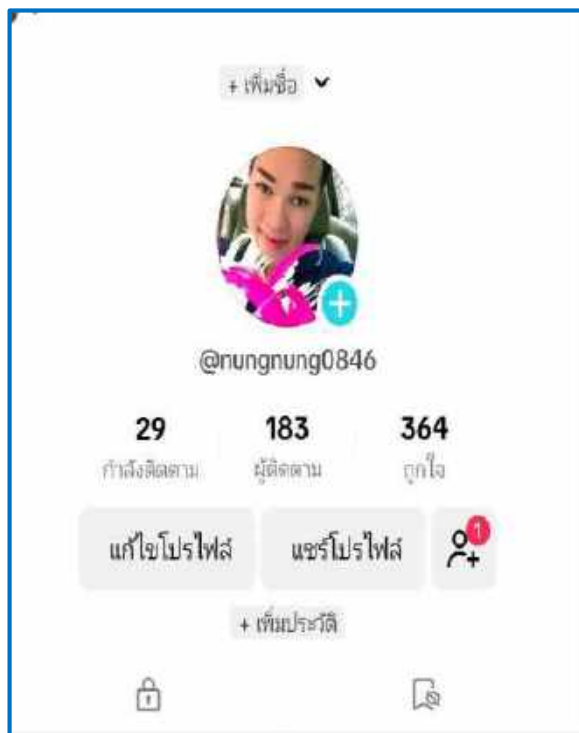 + เพิ่มชื่อ
@nungnung0846
29 183 364
กำลังติดตาม ผู้ติดตาม ถูกใจ
แก้ไขโปรไฟล์ แชร์โปรไฟล์ 1
+ เพิ่มประวัติ